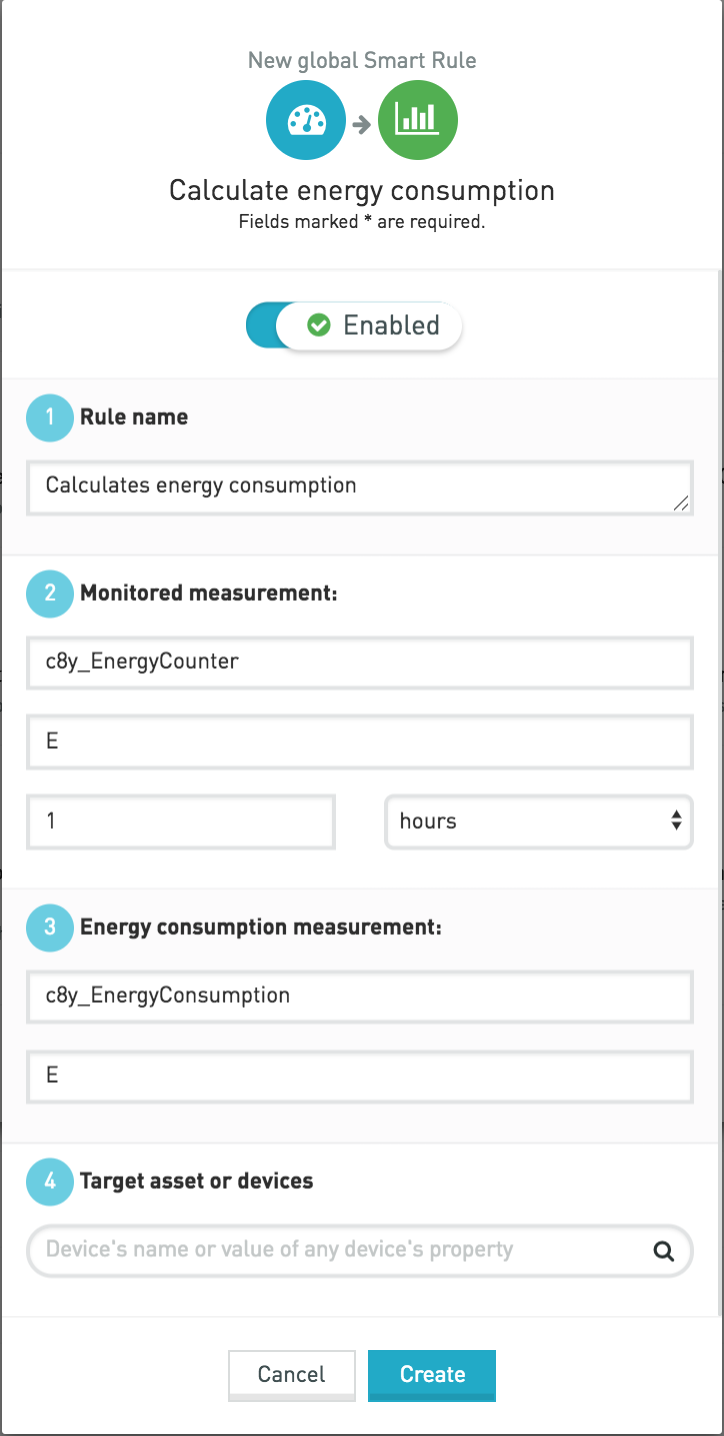 New global Smart Rule
Calculate energy consumption
Fields marked * are required.
Enabled
1 Rule name
Calculates energy consumption
2 Monitored measurement:
c8y_EnergyCounter
E
1 hours
3 Energy consumption measurement:
c8y_EnergyConsumption
E
4 Target asset or devices
Device's name or value of any device's property
Cancel Create